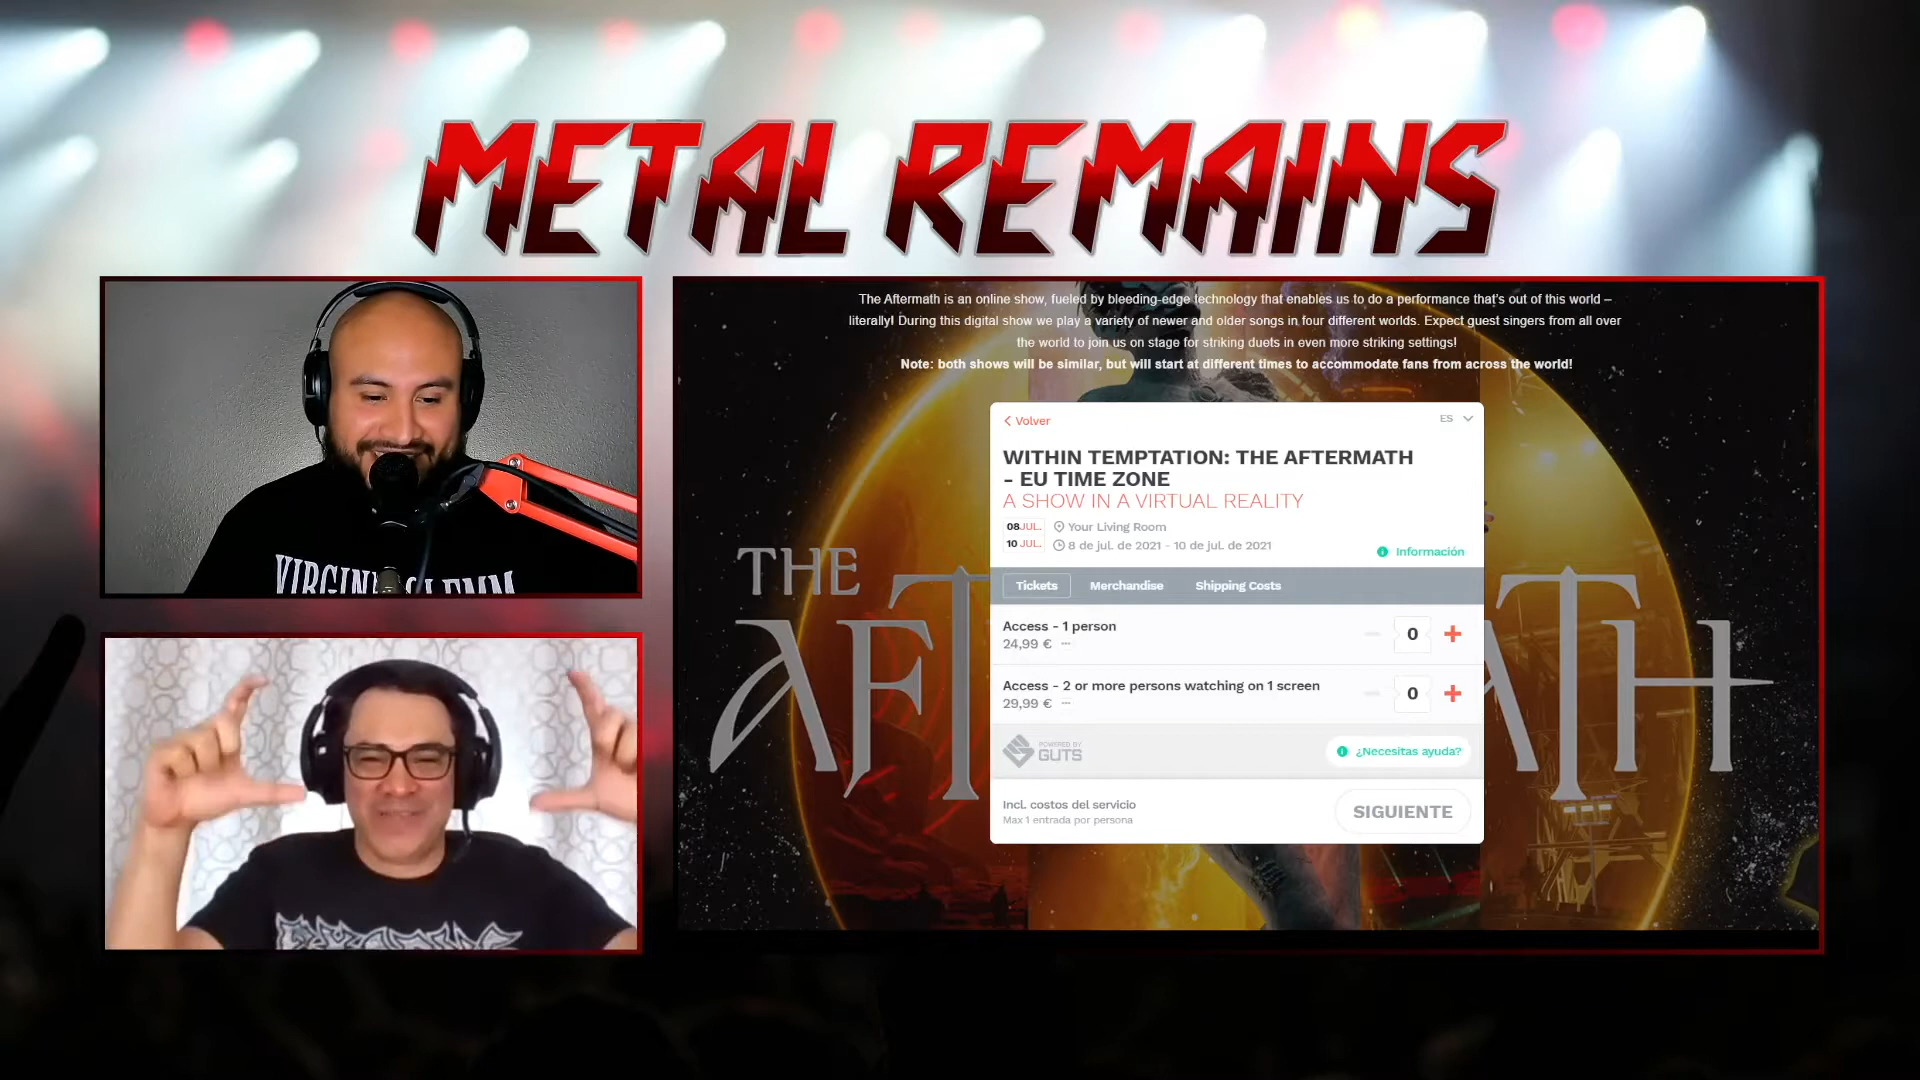 METAL REMAINS
The Aftermath is an online show, fueled by bleeding-edge technology that enables us to do a performance that's out of this world –
literally! During this digital show we play a variety of newer and older songs in four different worlds. Expect guest singers from all over
the world to join us on stage for striking duets in even more striking settings!
Note: both shows will be similar, but will start at different times to accommodate fans from across the world!
Volver
ES
WITHIN TEMPTATION: THE AFTERMATH
- EU TIME ZONE
A SHOW IN A VIRTUAL REALITY
08 JUL.
10 JUL.
Your Living Room
8 de jul. de 2021 - 10 de jul. de 2021
Información
Tickets Merchandise Shipping Costs
Access - 1 person
24,99 €
0
Access - 2 or more persons watching on 1 screen
29,99 €
0
POWERED BY
GUTS
¿Necesitas ayuda?
Incl. costos del servicio
Max 1 entrada por persona
SIGUIENTE
THE